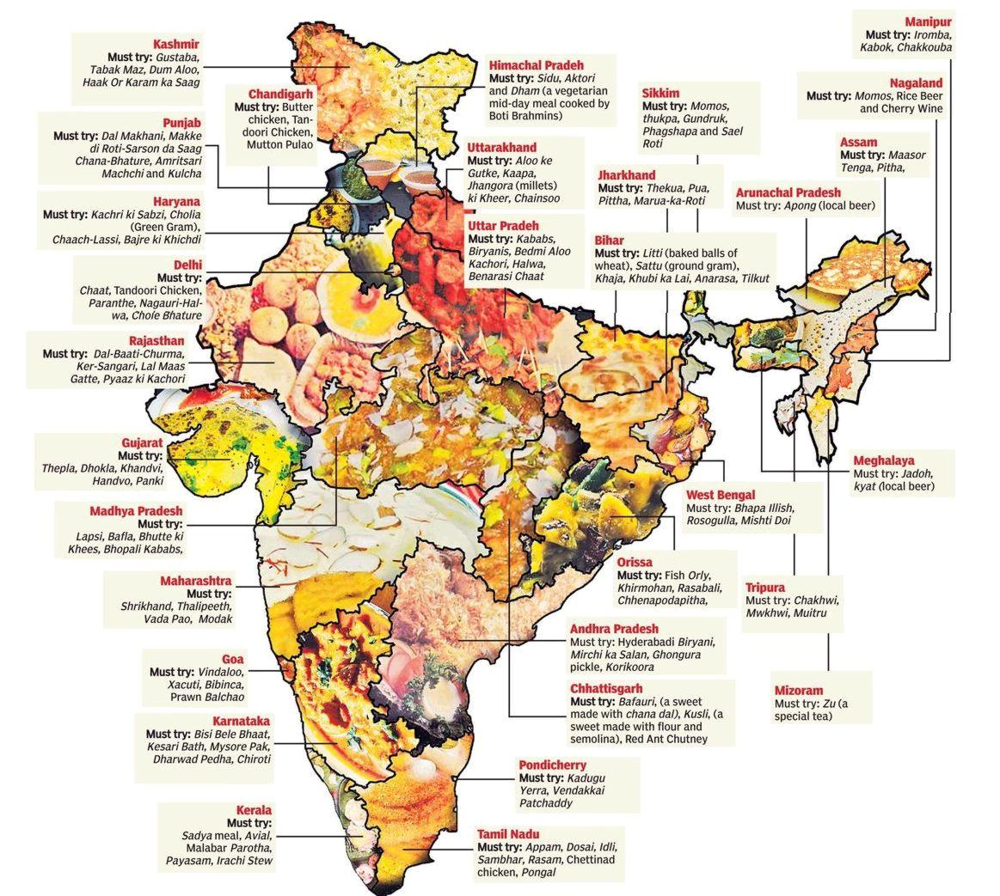 Kashmir
Must try: Gustaba,
Tabak Maz, Dum Aloo,
Haak Or Karam ka Saag
Chandigarh
Must try: Butter
chicken, Tan-
doori Chicken,
Mutton Pulao
Punjab
Must try: Dal Makhani, Makke
di Roti-Sarson da Saag
Chana-Bhature, Amritsari
Machchi and Kulcha
Haryana
Must try: Kachri ki Sabzi, Cholia
(Green Gram),
Chaach-Lassi, Bajre ki Khichdi
Delhi
Must try:
Chaat, Tandoori Chicken,
Paranthe, Nagauri-Hal-
wa, Chole Bhature
Rajasthan
Must try: Dal-Baati-Churma,
Ker-Sangari, Lal Maas
Gatte, Pyaaz ki Kachori
Gujarat
Must try:
Thepla, Dhokla, Khandvi,
Handvo, Panki
Madhya Pradesh
Must try:
Lapsi, Bafla, Bhutte ki
Khees, Bhopali Kababs,
Maharashtra
Must try:
Shrikhand, Thalipeeth,
Vada Pao, Modak
Goa
Must try: Vindaloo,
Xacuti, Bibinca,
Prawn Balchao
Karnataka
Must try: Bisi Bele Bhaat,
Kesari Bath, Mysore Pak,
Dharwad Pedha, Chiroti
Kerala
Must try:
Sadya meal, Avial,
Malabar Parotha,
Payasam, Irachi Stew
Himachal Pradeh
Must try: Sidu, Aktori
and Dham (a vegetarian
mid-day meal cooked by
Boti Brahmins)
Uttarakhand
Must try: Aloo ke
Gutke, Kaapa,
Jhangora (millets)
ki Kheer, Chainsoo
Uttar Pradeh
Must try: Kababs,
Biryanis, Bedmi Aloo
Kachori, Halwa,
Benarasi Chaat
Sikkim
Must try: Momos,
thukpa, Gundruk,
Phagshapa and Sael
Roti
Jharkhand
Must try: Thekua, Pua,
Pittha, Marua-ka-Roti
Bihar
Must try: Litti (baked balls of
wheat), Sattu (ground gram),
Khaja, Khubi ka Lai, Anarasa, Tilkut
Manipur
Must try: Iromba,
Kabok, Chakkouba
Nagaland
Must try: Momos, Rice Beer
and Cherry Wine
Assam
Must try: Maasor
Tenga, Pitha,
Arunachal Pradesh
Must try: Apong (local beer)
Meghalaya
Must try: Jadoh,
kyat (local beer)
West Bengal
Must try: Bhapa Illish,
Rosogulla, Mishti Doi
Orissa
Must try: Fish Orly,
Khirmohan, Rasabali,
Chhenapodapitha,
Tripura
Must try: Chakhwi,
Mwkhwi, Muitru
Andhra Pradesh
Must try: Hyderabadi Biryani,
Mirchi ka Salan, Ghongura
pickle, Korikoora
Chhattisgarh
Must try: Bafauri, (a sweet
made with chana dal), Kusli, (a
sweet made with flour and
semolina), Red Ant Chutney
Mizoram
Must try: Zu (a
special tea)
Pondicherry
Must try: Kadugu
Yerra, Vendakkai
Patchaddy
Tamil Nadu
Must try: Appam, Dosai, Idli,
Sambhar, Rasam, Chettinad
chicken, Pongal